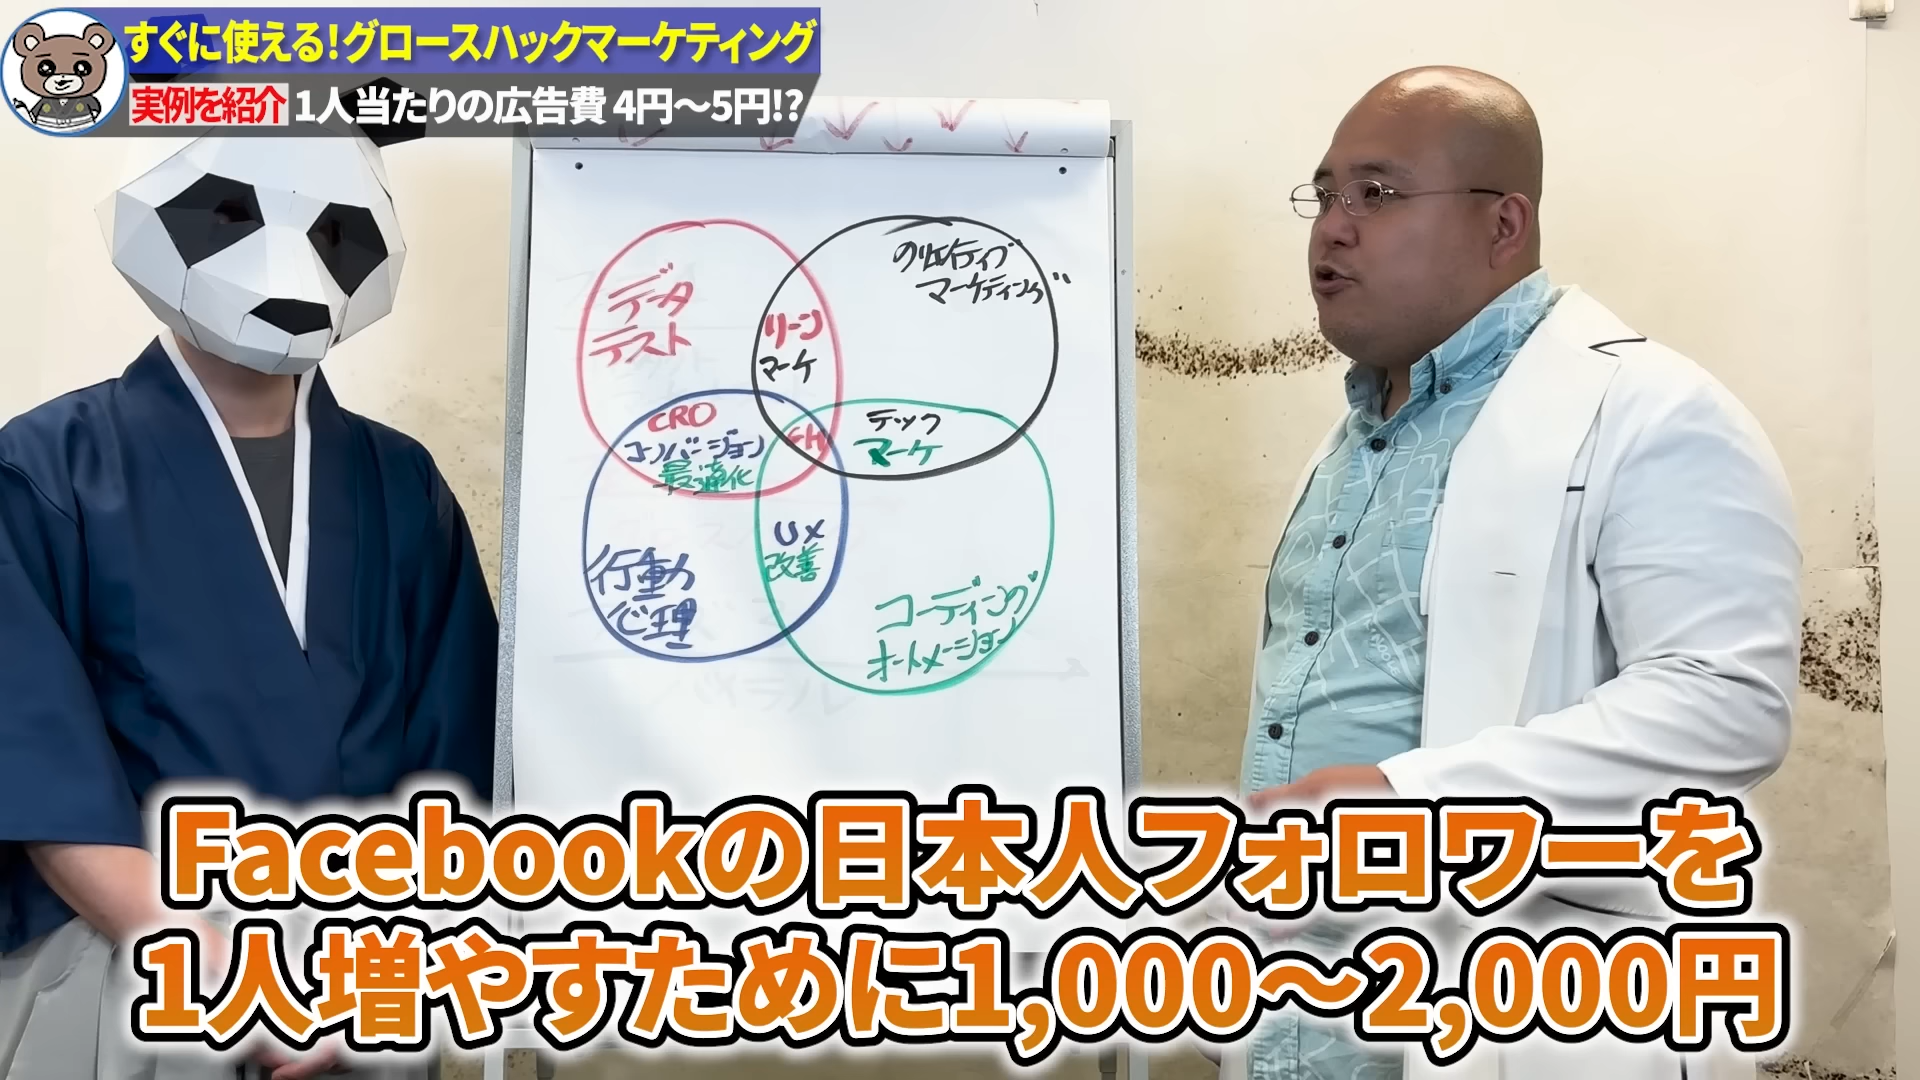 すぐに使える!グロースハックマーケティング
実例を紹介 1人当たりの広告費 4円〜5円!?
データ
テスト
クリエイティブ
マーケティング
リーン
マーケ
CRO
コンバージョン
最適化
GH
テック
マーケ
UX
改善
行動
心理
コーディング
オートメーション
Facebookの日本人フォロワーを
1人増やすために1,000〜2,000円